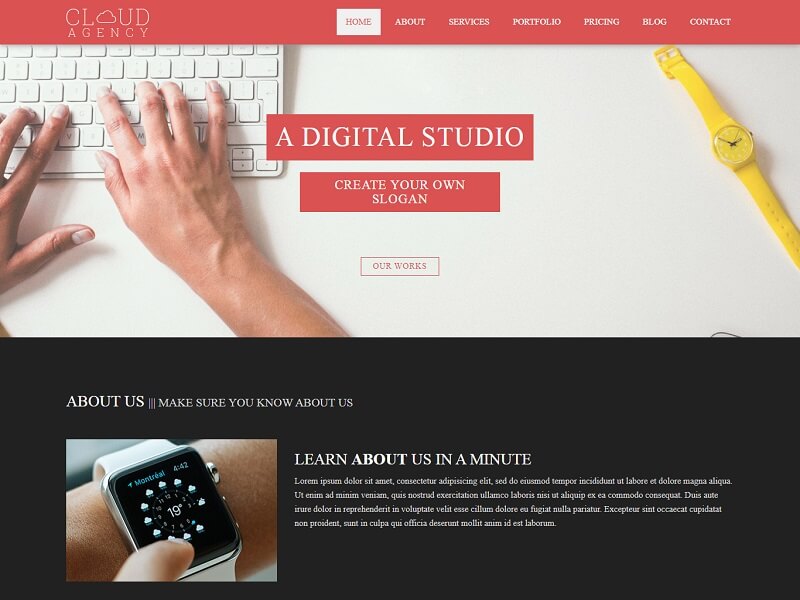 CLOUD
AGENCY
HOME ABOUT SERVICES PORTFOLIO PRICING BLOG CONTACT
A DIGITAL STUDIO
CREATE YOUR OWN
SLOGAN
OUR WORKS
ABOUT US ||| MAKE SURE YOU KNOW ABOUT US
Montréal 4:42
19°
LEARN ABOUT US IN A MINUTE
Lorem ipsum dolor sit amet, consectetur adipisicing elit, sed do eiusmod tempor incididunt ut labore et dolore magna aliqua.
Ut enim ad minim veniam, quis nostrud exercitation ullamco laboris nisi ut aliquip ex ea commodo consequat. Duis aute
irure dolor in reprehenderit in voluptate velit esse cillum dolore eu fugiat nulla pariatur. Excepteur sint occaecat cupidatat
non proident, sunt in culpa qui officia deserunt mollit anim id est laborum.